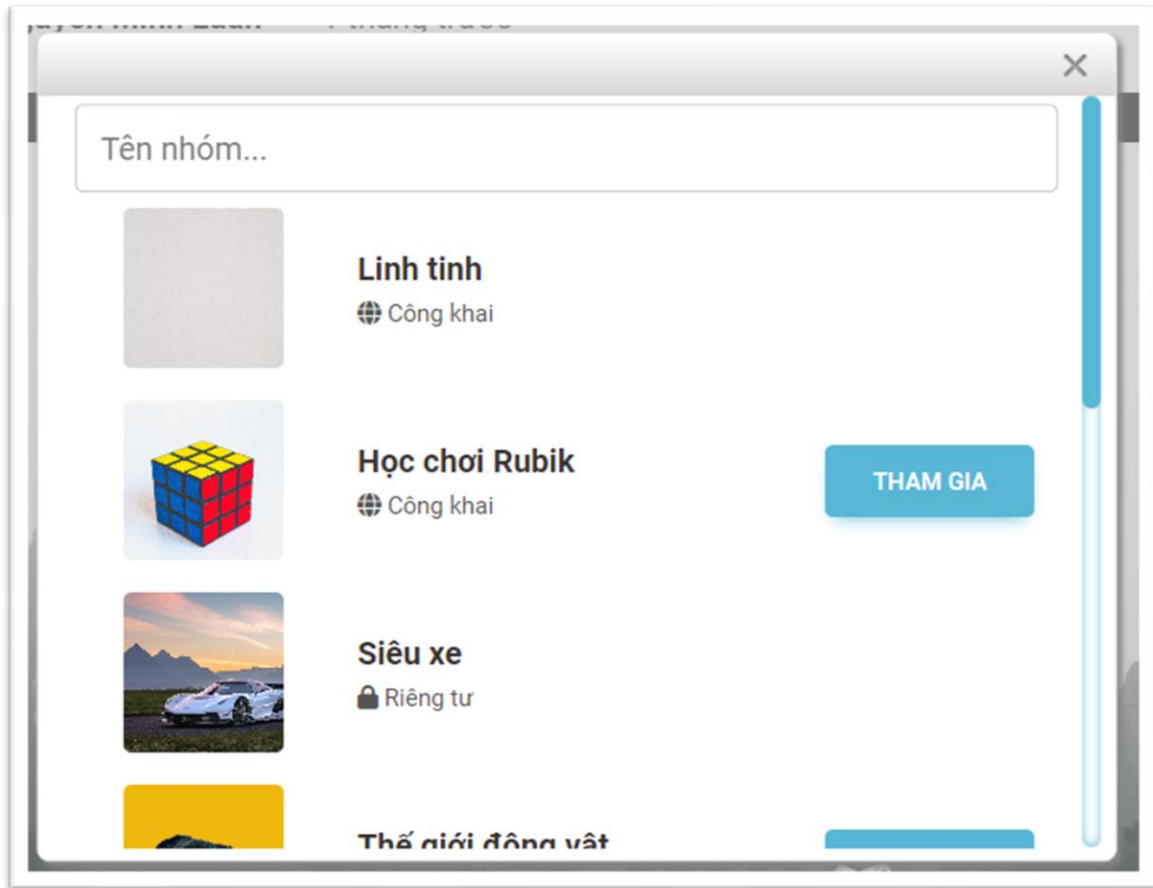 Tên nhóm...
Linh tinh
Công khai
Học chơi Rubik
Công khai
THAM GIA
Siêu xe
Riêng tư
Thế giới động vật